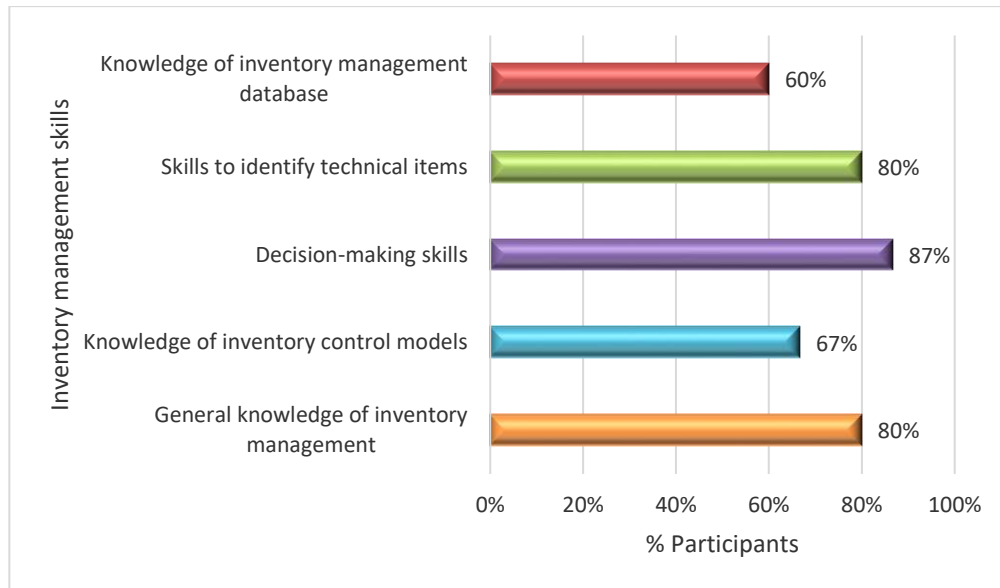 Inventory management skills
Knowledge of inventory management
database
60%
Skills to identify technical items
80%
Decision-making skills
87%
Knowledge of inventory control models
67%
General knowledge of inventory
management
80%
0% 20% 40% 60% 80% 100%
% Participants